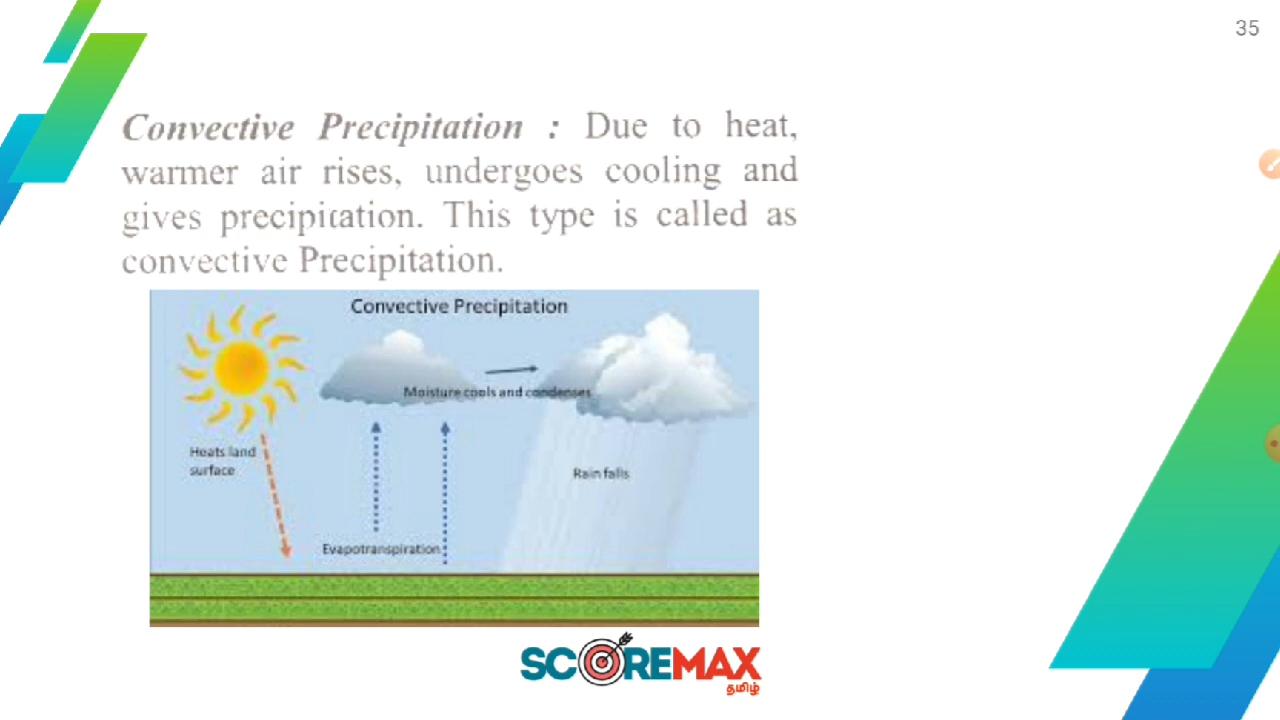 35
Convective Precipitation : Due to heat,
warmer air rises, undergoes cooling and
gives precipitation. This type is called as
convective Precipitation.
Convective Precipitation
Moisture cools and condenses
Heats land
surface
Rain falls
Evapotranspiration
SCOREMAX
தமிழ்